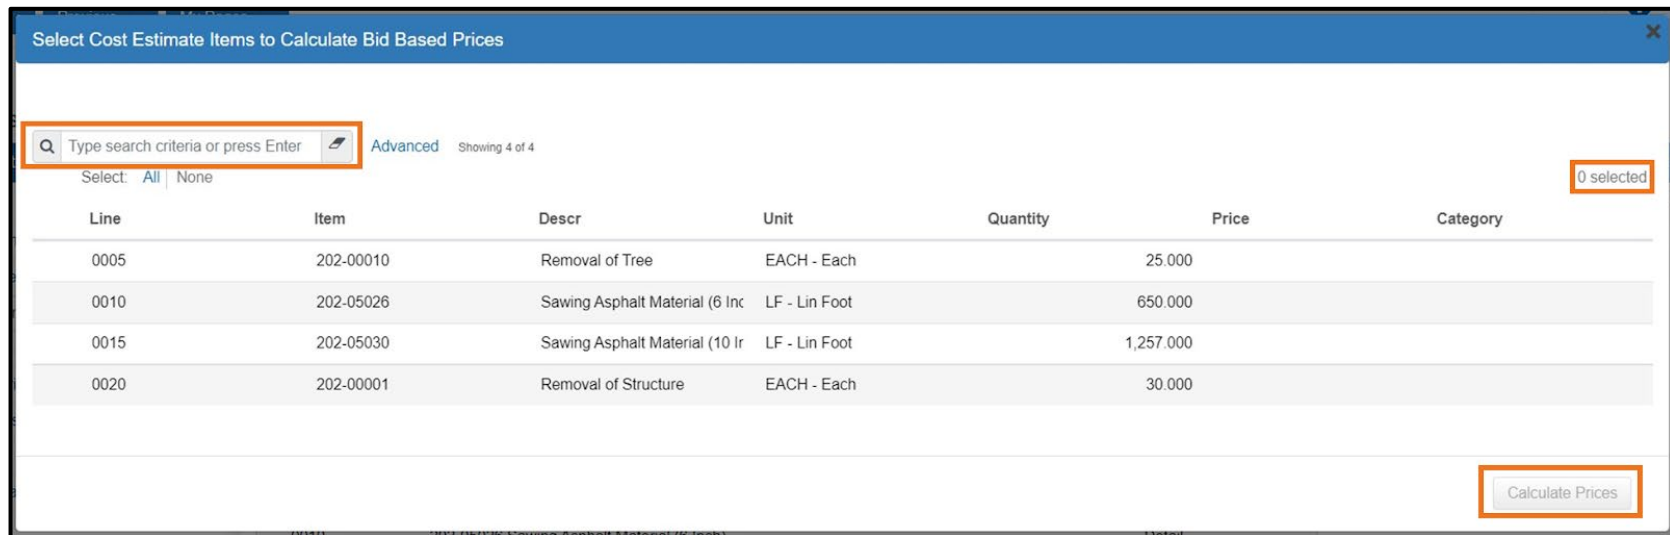 Select Cost Estimate Items to Calculate Bid Based Prices
Type search criteria or press Enter Advanced Showing 4 of 4
Select: All None 0 selected
Line Item Descr Unit Quantity Price Category
0005 202-00010 Removal of Tree EACH - Each 25.000
0010 202-05026 Sawing Asphalt Material (6 Inc LF - Lin Foot 650.000
0015 202-05030 Sawing Asphalt Material (10 Ir LF - Lin Foot 1,257.000
0020 202-00001 Removal of Structure EACH - Each 30.000
Calculate Prices